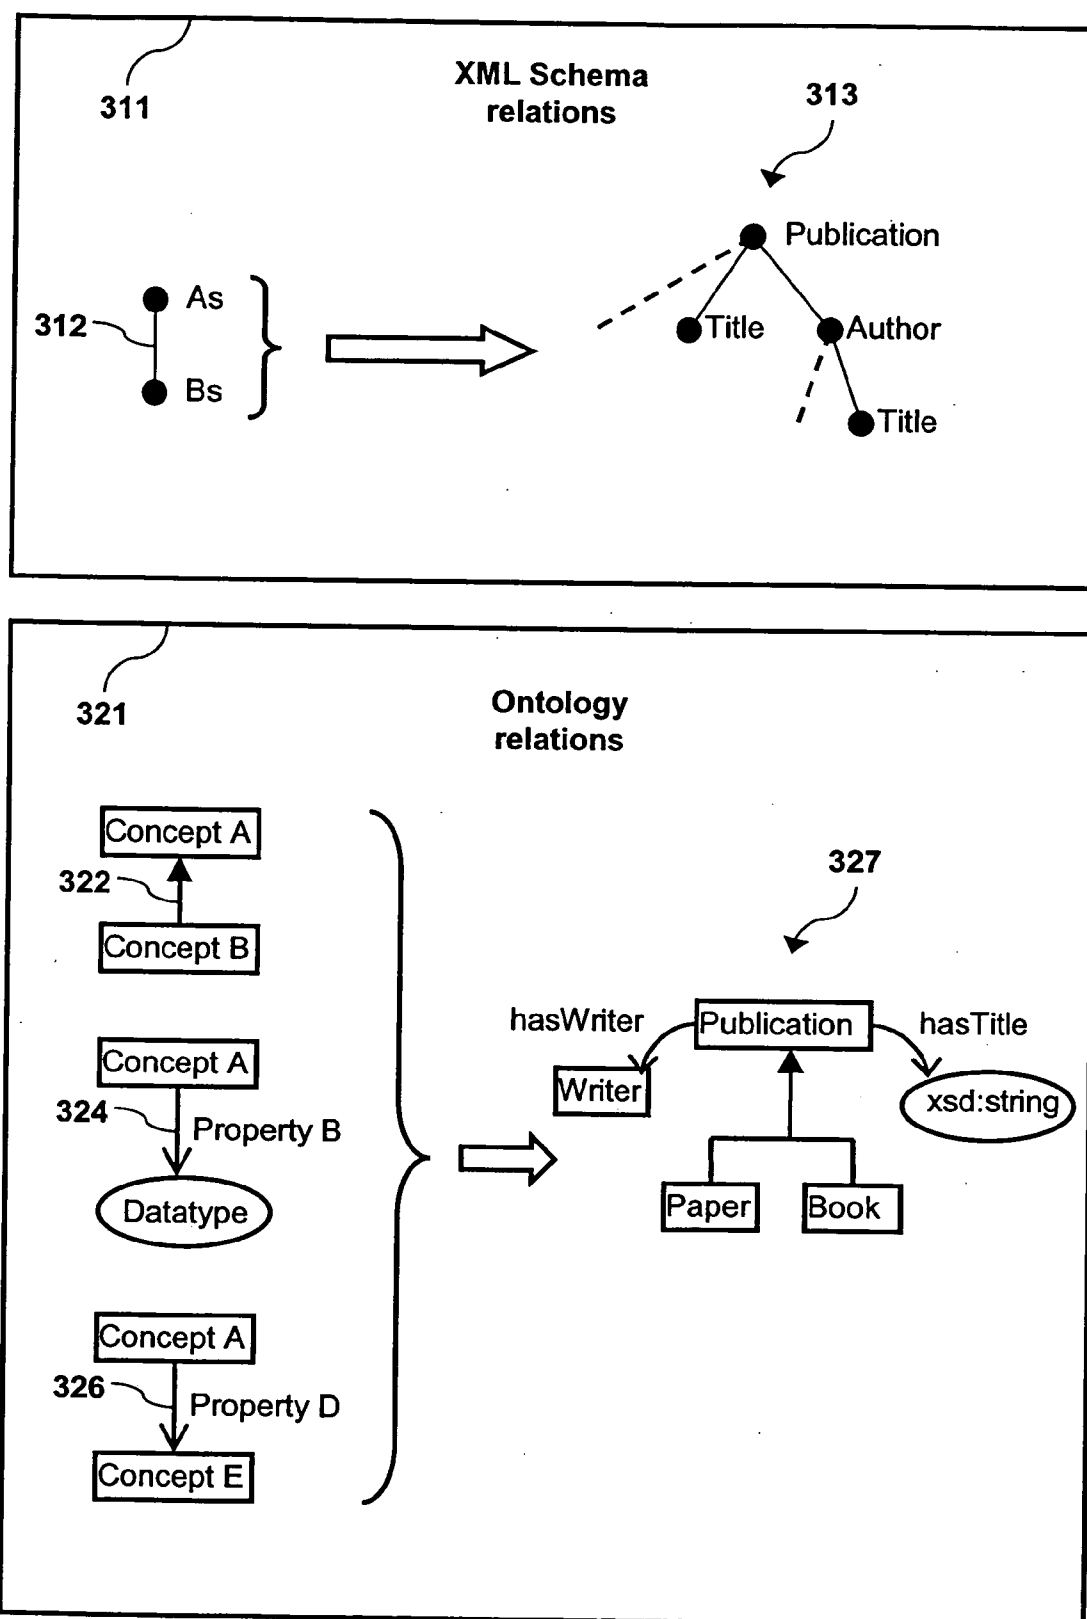 XML Schema
relations
311
313
Publication
As
312
Title
Author
Bs
Title
321
Ontology
relations
Concept A
322
327
Concept B
hasWriter
Publication
hasTitle
Concept A
Writer
xsd:string
324
Property B
Paper
Book
Datatype
Concept A
326
Property D
Concept E